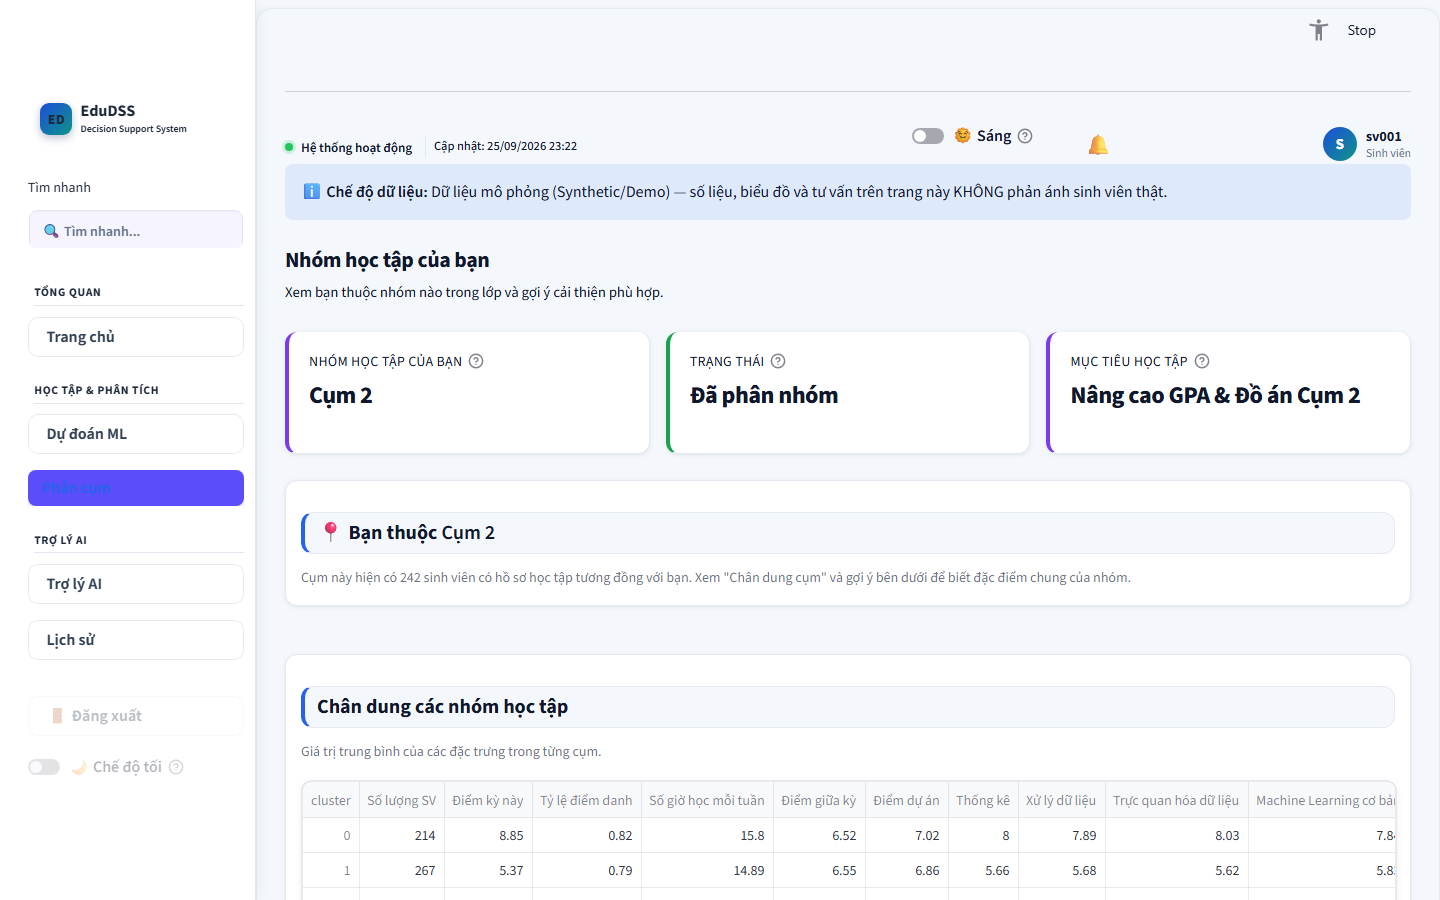 Stop
ED
EduDSS
Decision Support System
Tìm nhanh
Tìm nhanh...
TỔNG QUAN
Trang chủ
HỌC TẬP & PHÂN TÍCH
Dự đoán ML
Phân cụm
TRỢ LÝ AI
Trợ lý AI
Lịch sử
Đăng xuất
Chế độ tối
Hệ thống hoạt động
Cập nhật: 25/09/2026 23:22
Sáng
S
sv001
Sinh viên
Chế độ dữ liệu: Dữ liệu mô phỏng (Synthetic/Demo) — số liệu, biểu đồ và tư vấn trên trang này KHÔNG phản ánh sinh viên thật.
Nhóm học tập của bạn
Xem bạn thuộc nhóm nào trong lớp và gợi ý cải thiện phù hợp.
NHÓM HỌC TẬP CỦA BẠN
Cụm 2
TRẠNG THÁI
Đã phân nhóm
MỤC TIÊU HỌC TẬP
Nâng cao GPA & Đồ án Cụm 2
Bạn thuộc Cụm 2
Cụm này hiện có 242 sinh viên có hồ sơ học tập tương đồng với bạn. Xem "Chân dung cụm" và gợi ý bên dưới để biết đặc điểm chung của nhóm.
Chân dung các nhóm học tập
Giá trị trung bình của các đặc trưng trong từng cụm.
cluster Số lượng SV Điểm kỳ này Tỷ lệ điểm danh Số giờ học mỗi tuần Điểm giữa kỳ Điểm dự án Thống kê Xử lý dữ liệu Trực quan hóa dữ liệu Machine Learning cơ bản
0 214 8.85 0.82 15.8 6.52 7.02 8 7.89 8.03 7.84
1 267 5.37 0.79 14.89 6.55 6.86 5.66 5.68 5.62 5.8